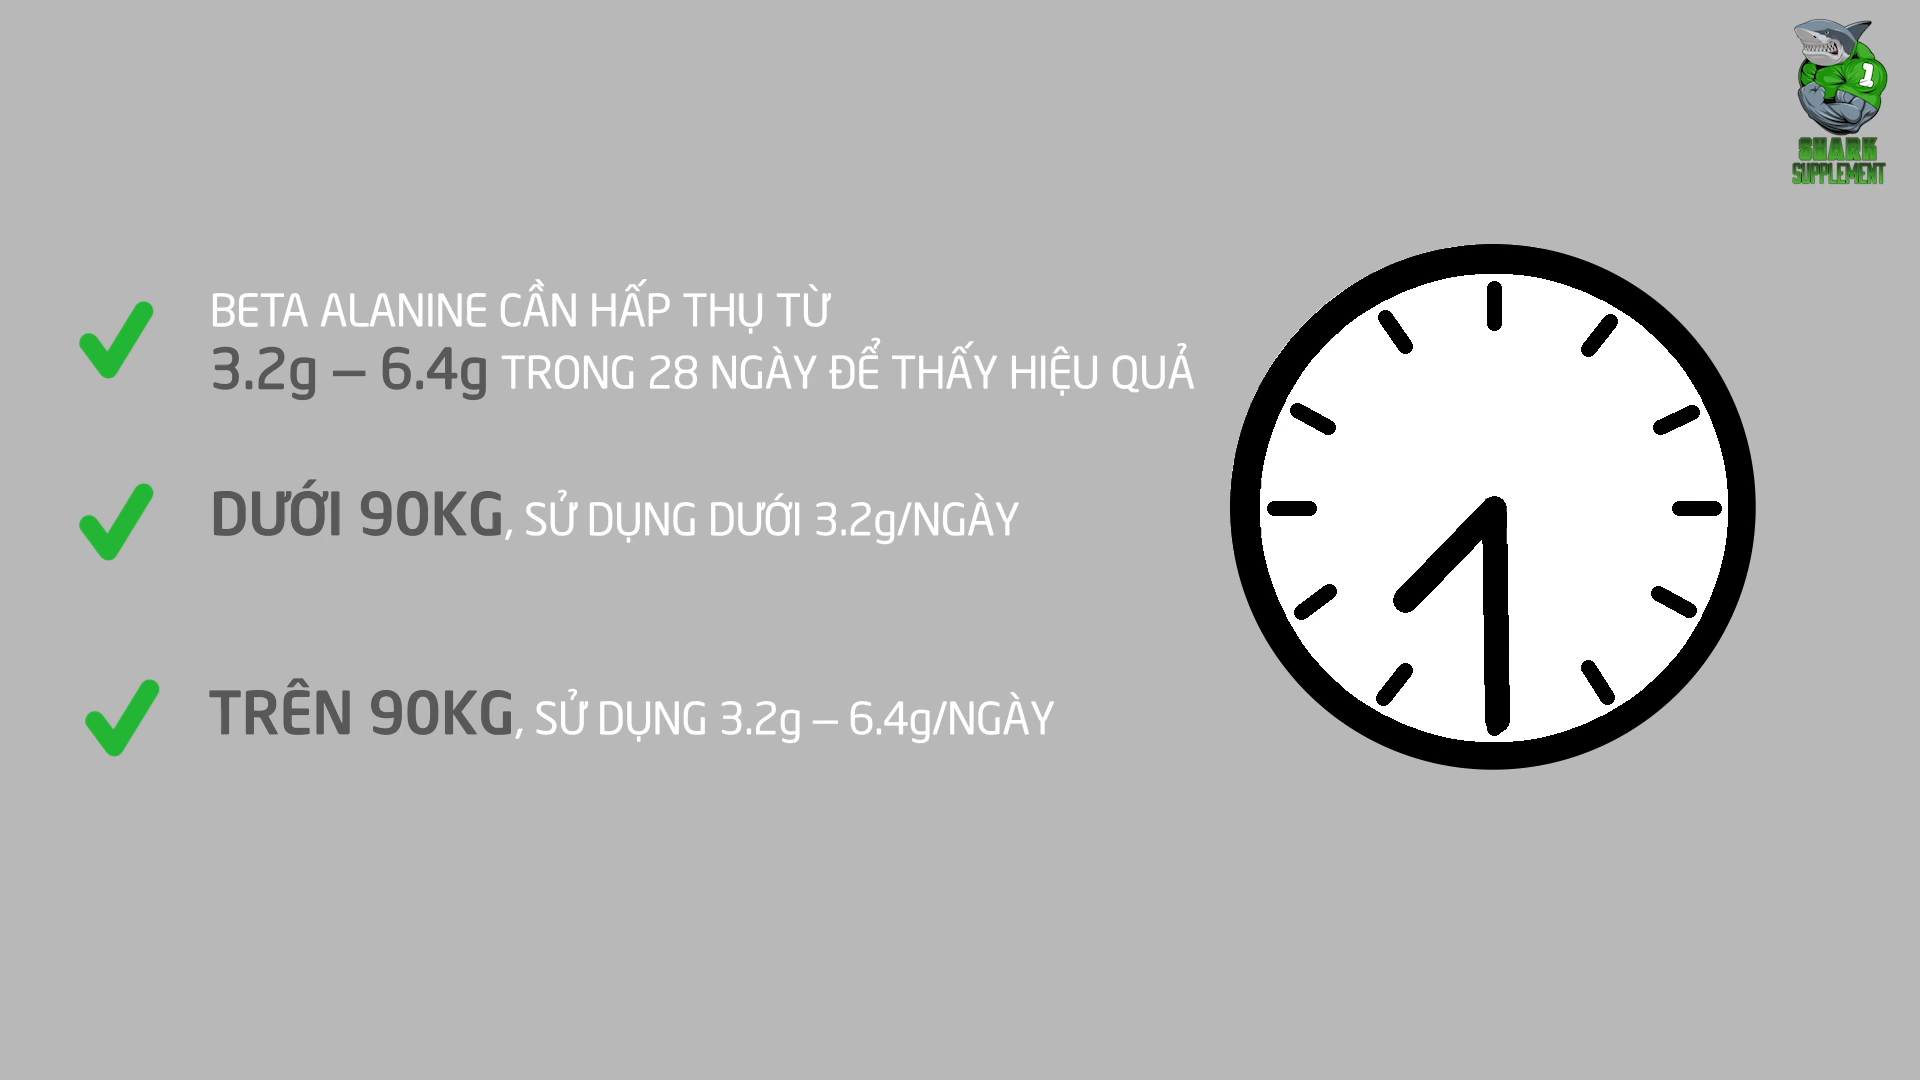 1
SHARK
SUPPLEMENT
BETA ALANINE CẦN HẤP THỤ TỪ
3.2g – 6.4g TRONG 28 NGÀY ĐỂ THẤY HIỆU QUẢ
DƯỚI 90KG, SỬ DỤNG DƯỚI 3.2g/NGÀY
TRÊN 90KG, SỬ DỤNG 3.2g – 6.4g/NGÀY